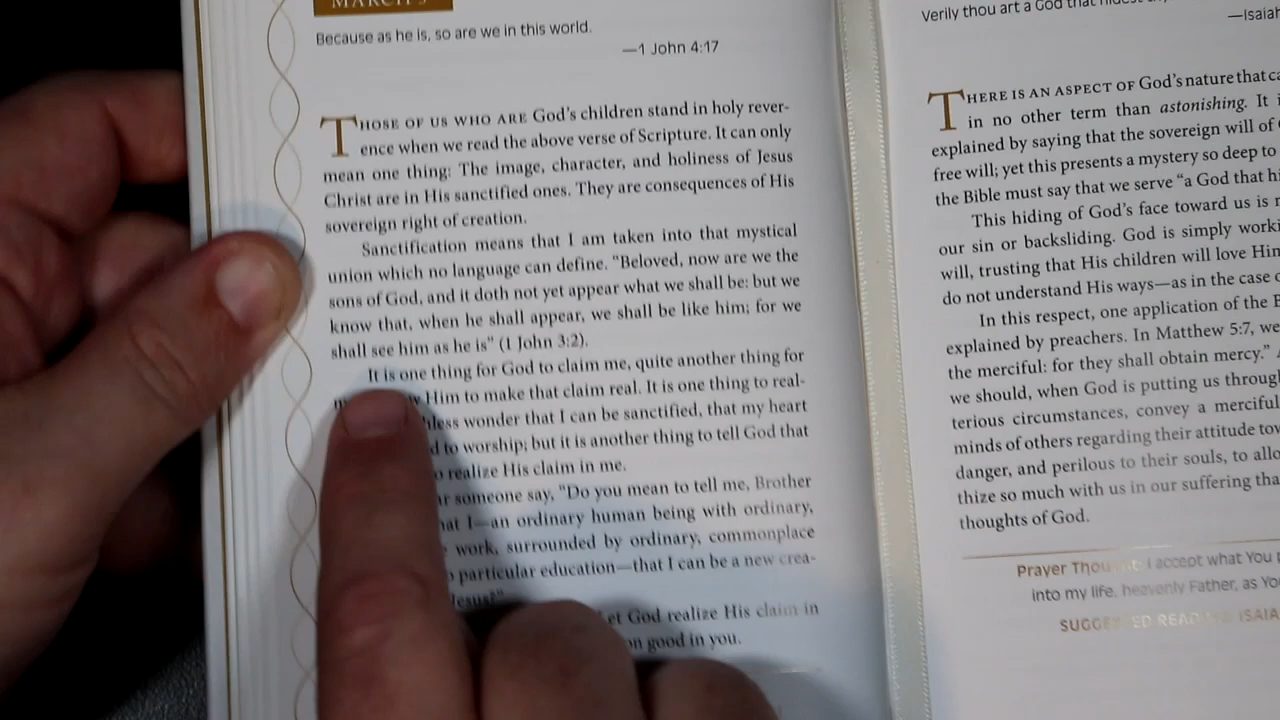 Because as he is, so are we in this world.
—1 John 4:17
THOSE OF US WHO ARE God's children stand in holy rever-
ence when we read the above verse of Scripture. It can only
mean one thing: The image, character, and holiness of Jesus
Christ are in His sanctified ones. They are consequences of His
sovereign right of creation.
Sanctification means that I am taken into that mystical
union which no language can define. "Beloved, now are we the
sons of God, and it doth not yet appear what we shall be: but we
know that, when he shall appear, we shall be like him; for we
shall see him as he is" (1 John 3:2).
It is one thing for God to claim me, quite another thing for
Him to make that claim real. It is one thing to real-
wonder that I can be sanctified, that my heart
to worship; but it is another thing to tell God that
realize His claim in me.
someone say, "Do you mean to tell me, Brother
I—an ordinary human being with ordinary,
work, surrounded by ordinary, commonplace
particular education—that I can be a new crea-
Jesus?"
God realize His claim in
good in you.
Verily thou art a God that
—Isaiah
THERE IS AN ASPECT OF God's nature that
in no other term than astonishing. It
explained by saying that the sovereign will of
free will; yet this presents a mystery so deep to
the Bible must say that we serve "a God that
This hiding of God's face toward us is
our sin or backsliding. God is simply
will, trusting that His children will love
do not understand His ways—as in the case
In this respect, one application of the
explained by preachers. In Matthew 5:7, we
the merciful: for they shall obtain mercy."
we should, when God is putting us
terious circumstances, convey a merciful
minds of others regarding their attitude
danger, and perilous to their souls, to
thize so much with us in our suffering
thoughts of God.
Prayer Thought: I accept what You
into my life, heavenly Father, as
SUGGESTED READING: ISAIA